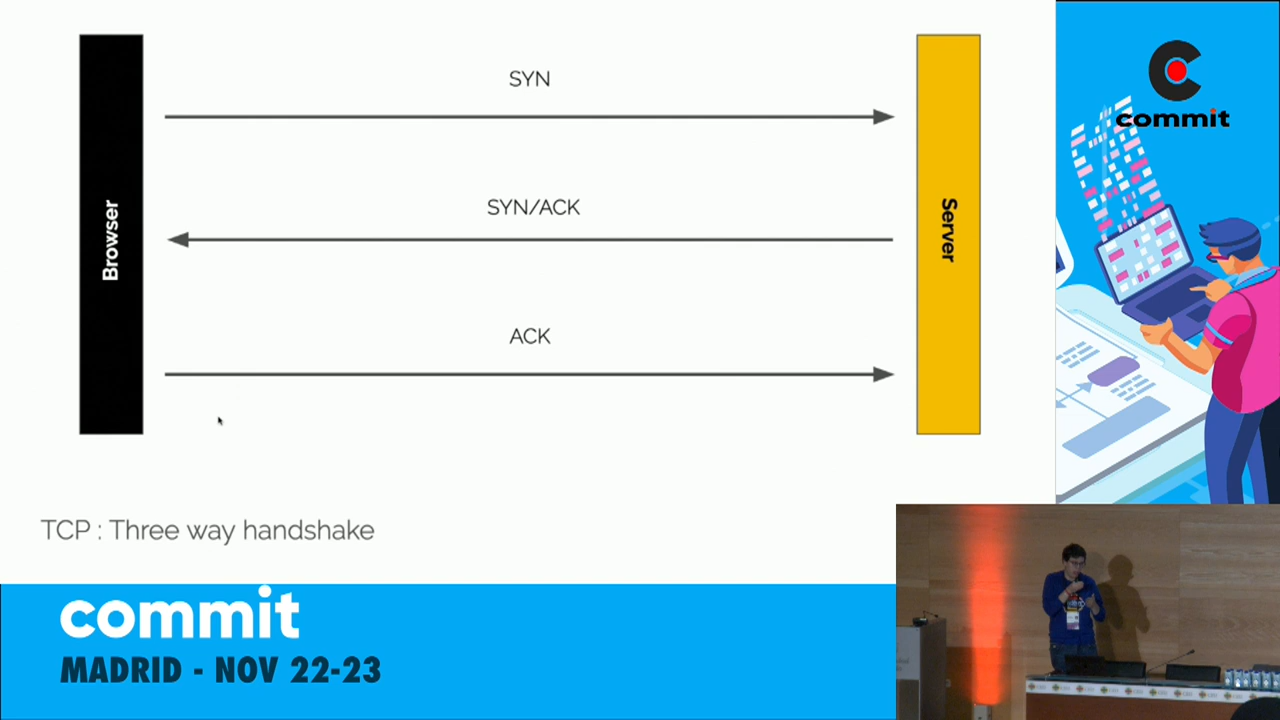 SYN
SYN/ACK
ACK
Browser
Server
TCP : Three way handshake
commit
commit
MADRID - NOV 22-23